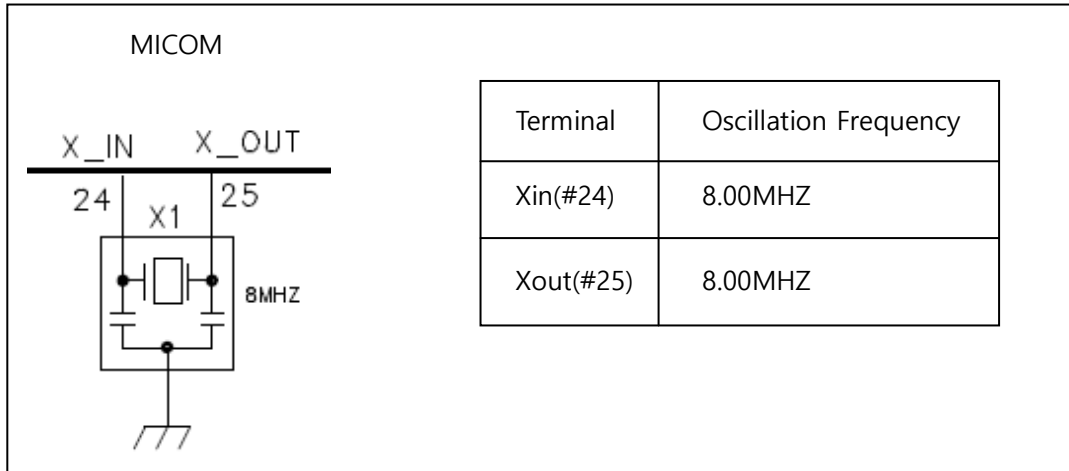 MICOM
X_IN X_OUT
24 25
X1
8MHZ
Terminal Oscillation Frequency
Xin(#24) 8.00MHZ
Xout(#25) 8.00MHZ